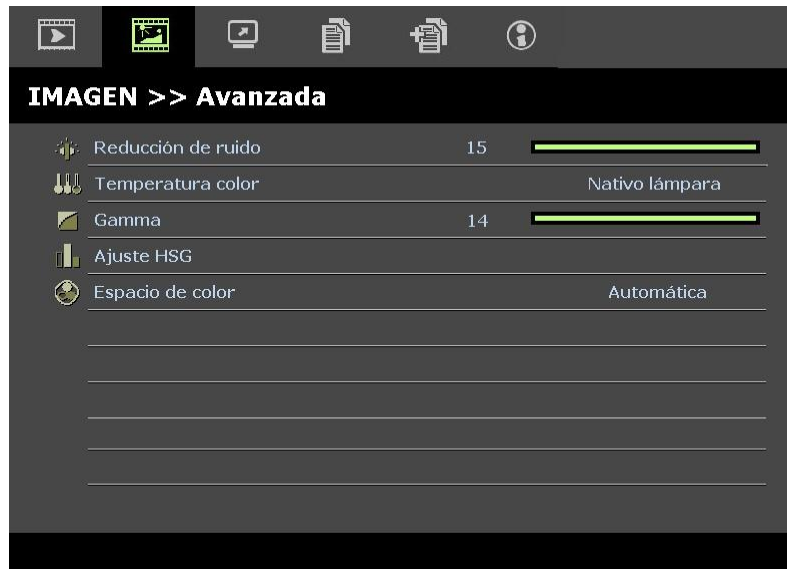 IMAGEN >> Avanzada
Reducción de ruido 15
Temperatura color Nativo lámpara
Gamma 14
Ajuste HSG
Espacio de color Automática